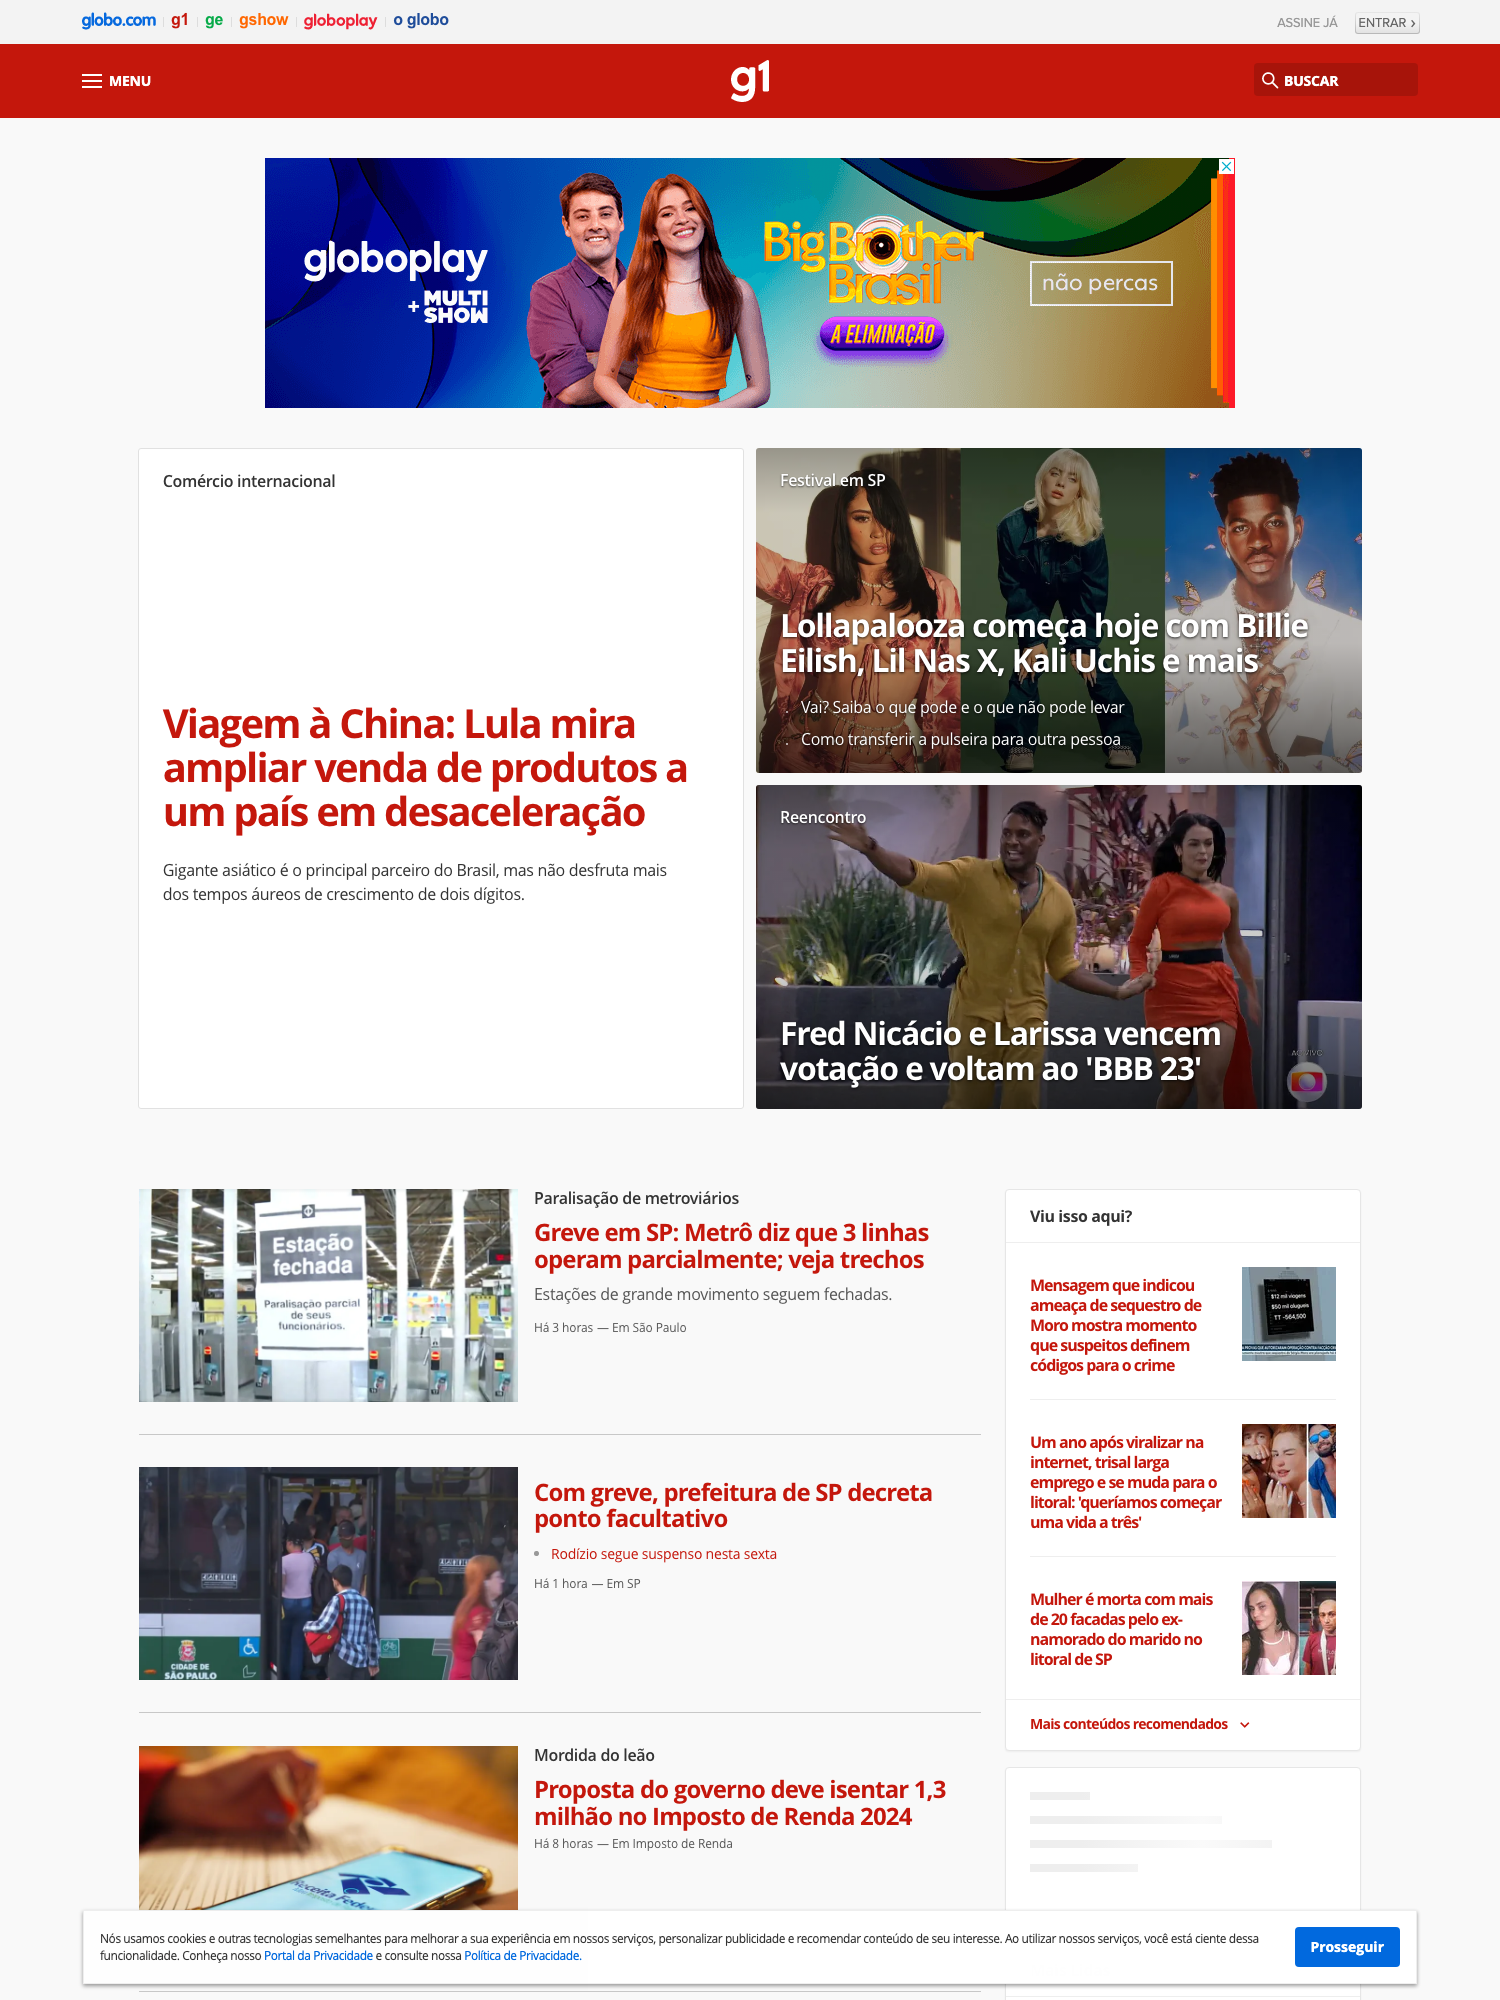 globo.com g1 ge gshow globoplay o globo
ASSINE JÁ ENTRAR ›
MENU
g1
BUSCAR
globoplay
+ MULTI
SHOW
Big Brother
Brasil
A ELIMINAÇÃO
não percas
Comércio internacional
Viagem à China: Lula mira
ampliar venda de produtos a
um país em desaceleração
Gigante asiático é o principal parceiro do Brasil, mas não desfruta mais
dos tempos áureos de crescimento de dois dígitos.
Festival em SP
Lollapalooza começa hoje com Billie
Eilish, Lil Nas X, Kali Uchis e mais
. Vai? Saiba o que pode e o que não pode levar
. Como transferir a pulseira para outra pessoa
Reencontro
Fred Nicácio e Larissa vencem
votação e voltam ao 'BBB 23'
AO VIVO
Estação
fechada
Paralisação parcial
de seus
funcionários.
Paralisação de metroviários
Greve em SP: Metrô diz que 3 linhas
operam parcialmente; veja trechos
Estações de grande movimento seguem fechadas.
Há 3 horas — Em São Paulo
CIDADE DE
SÃO PAULO
Com greve, prefeitura de SP decreta
ponto facultativo
• Rodízio segue suspenso nesta sexta
Há 1 hora — Em SP
Receita Feder
Mordida do leão
Proposta do governo deve isentar 1,3
milhão no Imposto de Renda 2024
Há 8 horas — Em Imposto de Renda
Viu isso aqui?
Mensagem que indicou
ameaça de sequestro de
Moro mostra momento
que suspeitos definem
códigos para o crime
$12 mil viagens
$50 mil aluguéis
Um ano após viralizar na
internet, trisal larga
emprego e se muda para o
litoral: 'queríamos começar
uma vida a três'
Mulher é morta com mais
de 20 facadas pelo ex-
namorado do marido no
litoral de SP
Mais conteúdos recomendados
Nós usamos cookies e outras tecnologias semelhantes para melhorar a sua experiência em nossos serviços, personalizar publicidade e recomendar conteúdo de seu interesse. Ao utilizar nossos serviços, você está ciente dessa
funcionalidade. Conheça nosso Portal da Privacidade e consulte nossa Política de Privacidade.
Prosseguir